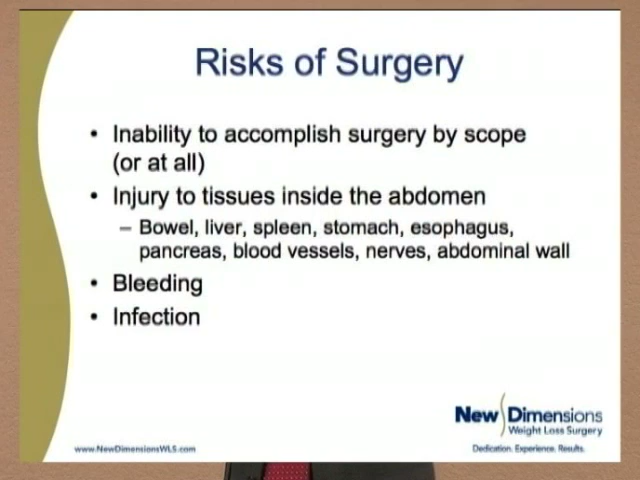 Risks of Surgery
• Inability to accomplish surgery by scope
(or at all)
• Injury to tissues inside the abdomen
– Bowel, liver, spleen, stomach, esophagus,
pancreas, blood vessels, nerves, abdominal wall
• Bleeding
• Infection
New Dimensions
Weight Loss Surgery
www.NewDimensionsWLS.com
Dedication. Experience. Results.